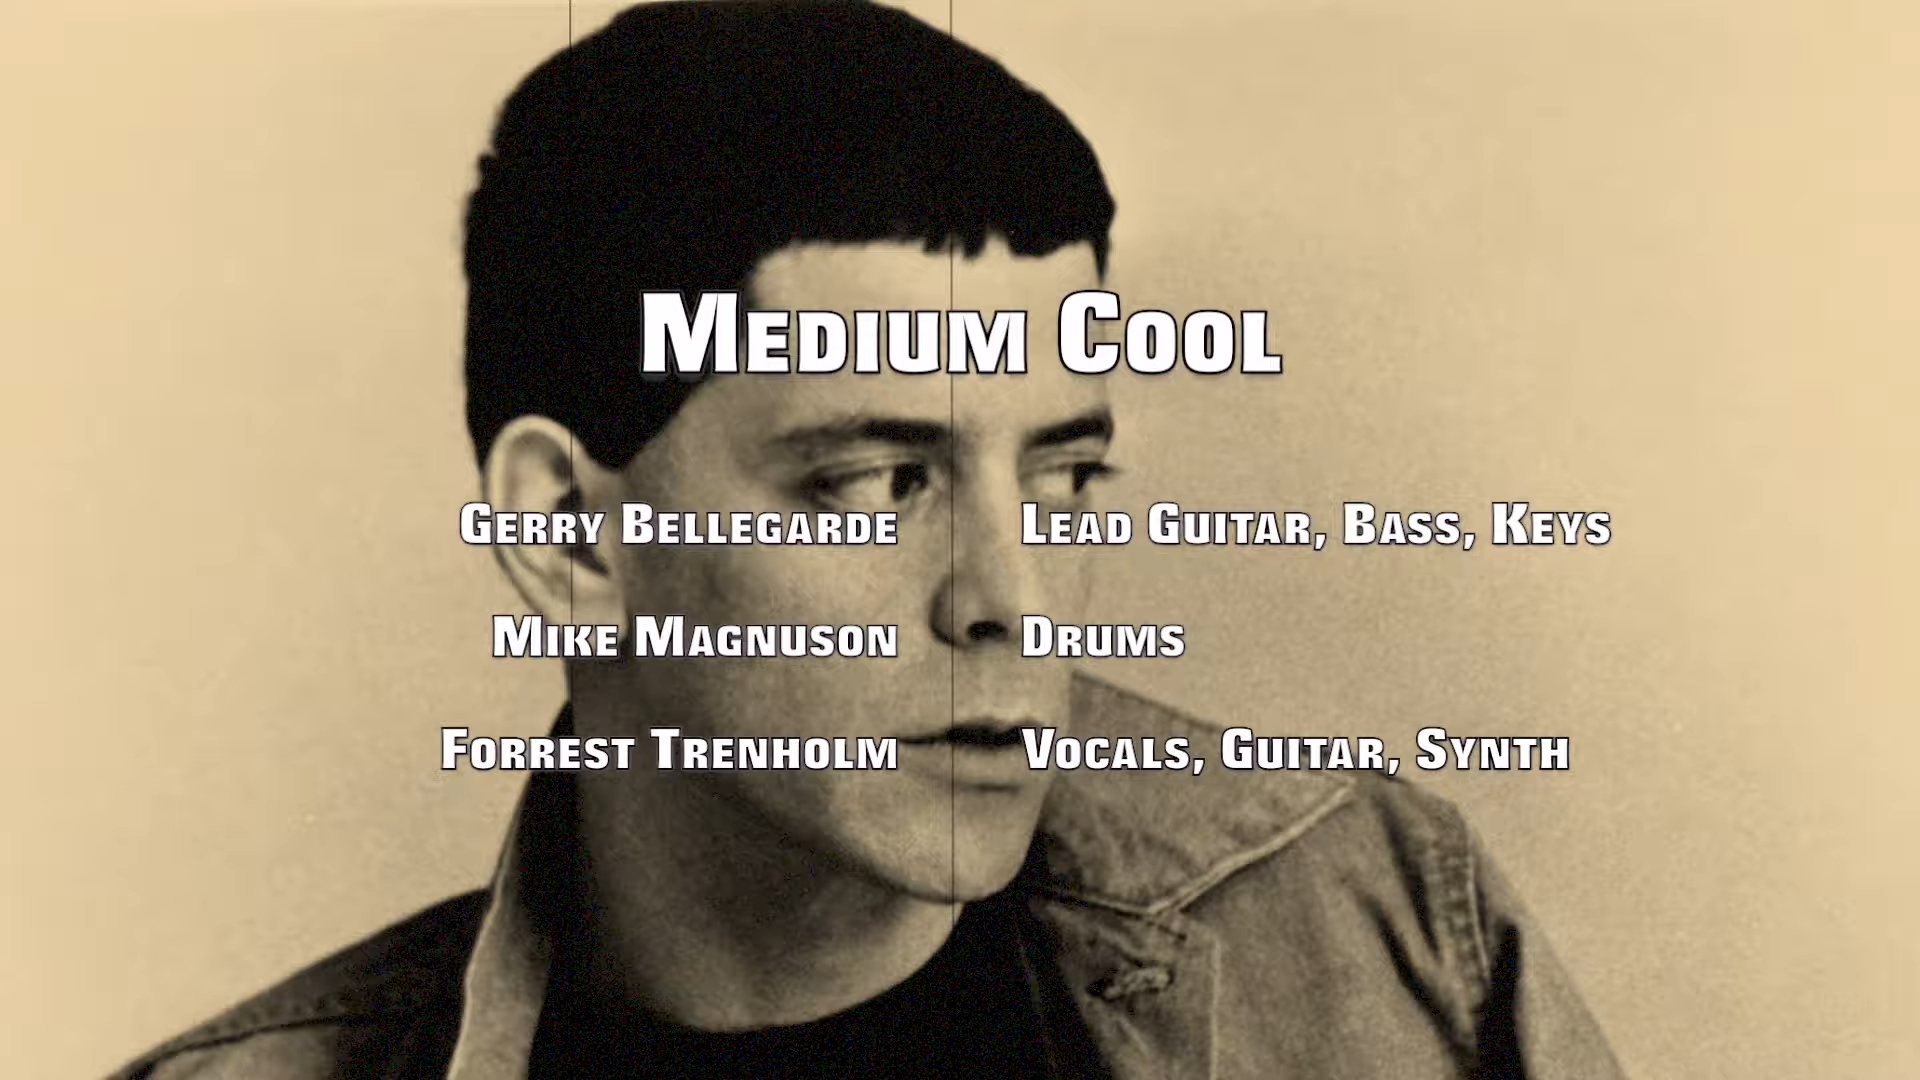 Medium Cool
Gerry Bellegarde Lead Guitar, Bass, Keys
Mike Magnuson Drums
Forrest Trenholm Vocals, Guitar, Synth